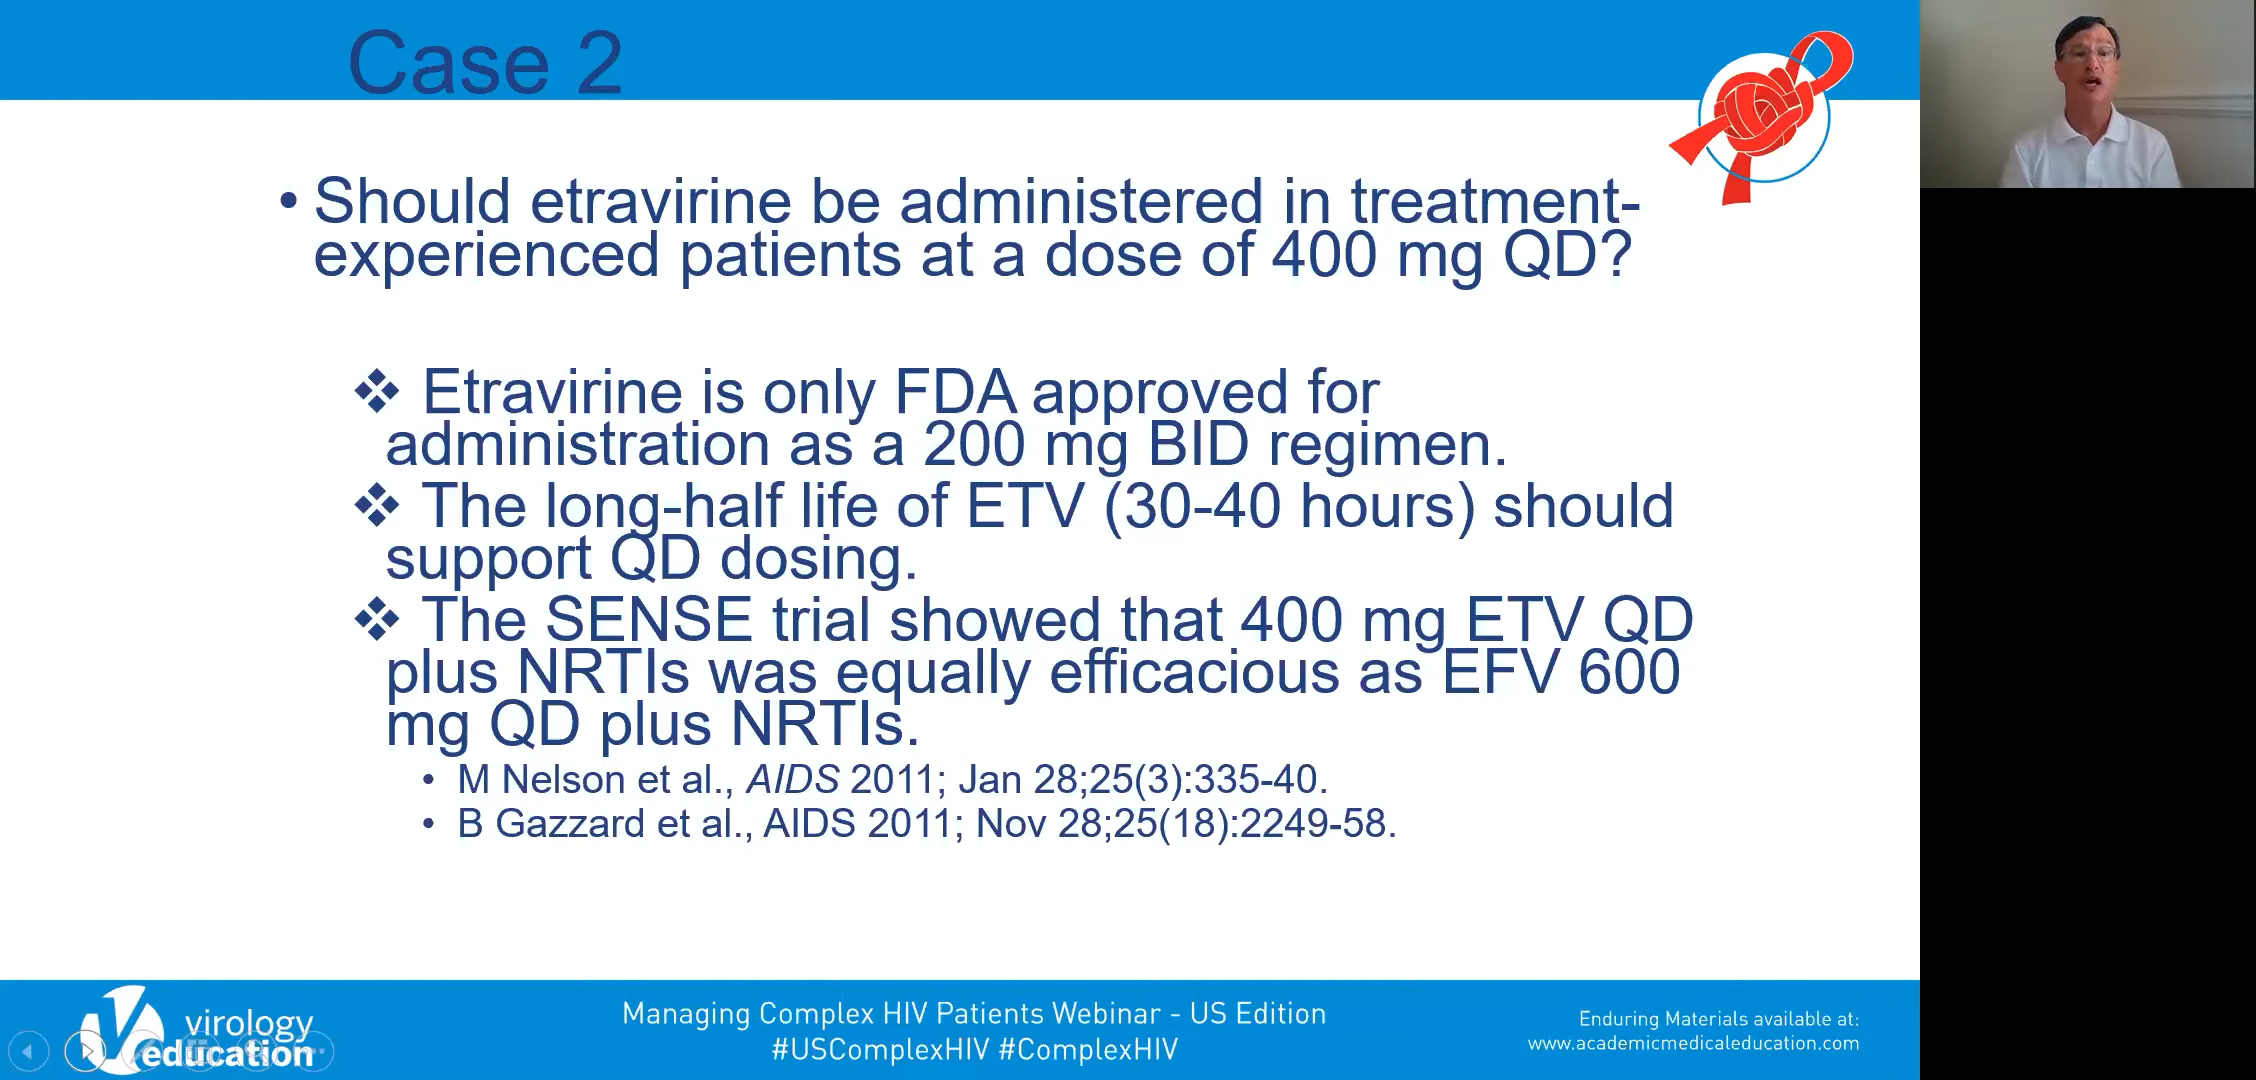 Case 2
• Should etravirine be administered in treatment-
experienced patients at a dose of 400 mg QD?
❖ Etravirine is only FDA approved for
administration as a 200 mg BID regimen.
❖ The long-half life of ETV (30-40 hours) should
support QD dosing.
❖ The SENSE trial showed that 400 mg ETV QD
plus NRTIs was equally efficacious as EFV 600
mg QD plus NRTIs.
• M Nelson et al., AIDS 2011; Jan 28;25(3):335-40.
• B Gazzard et al., AIDS 2011; Nov 28;25(18):2249-58.
virology
education
Managing Complex HIV Patients Webinar - US Edition
#USComplexHIV #ComplexHIV
Enduring Materials available at:
www.academicmedicaleducation.com